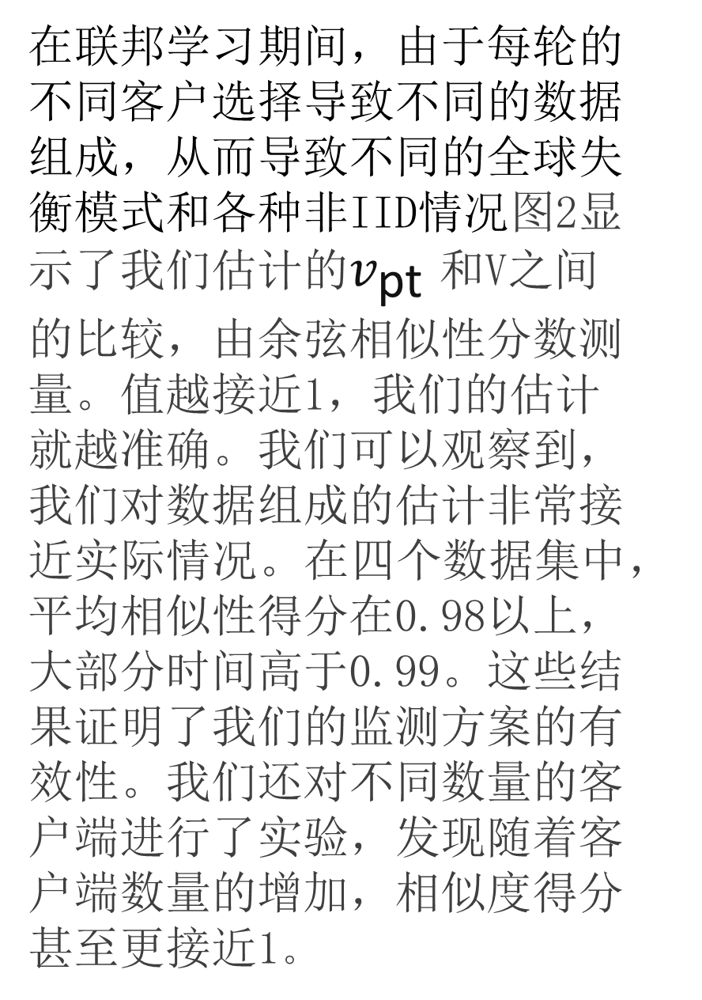 在联邦学习期间，由于每轮的
不同客户选择导致不同的数据
组成，从而导致不同的全球失
衡模式和各种非IID情况图2显
示了我们估计的𝑣pt 和V之间
的比较，由余弦相似性分数测
量。值越接近1，我们的估计
就越准确。我们可以观察到，
我们对数据组成的估计非常接
近实际情况。在四个数据集中，
平均相似性得分在0.98以上，
大部分时间高于0.99。这些结
果证明了我们的监测方案的有
效性。我们还对不同数量的客
户端进行了实验，发现随着客
户端数量的增加，相似度得分
甚至更接近1。